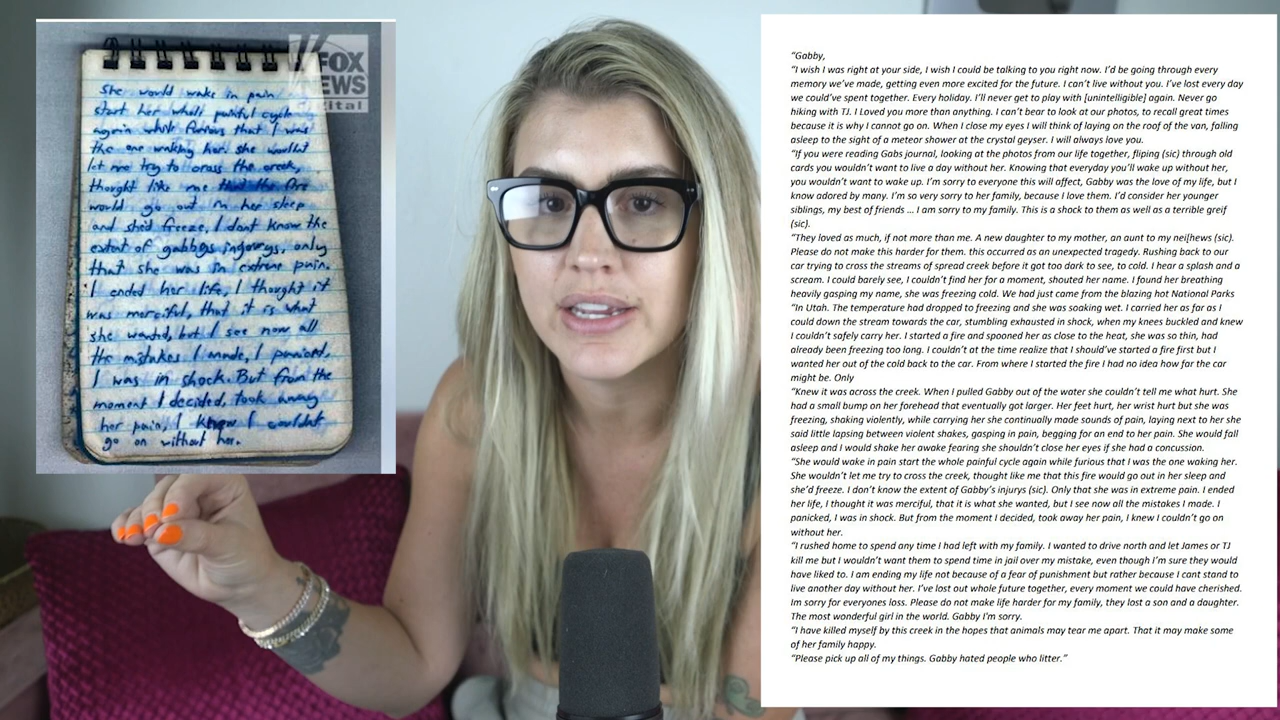 FOX
NEWS
digital
She would wake in pain
start her whole painful cycle
again while furious that I was
the one waking her. she wouldnt
let me try to cross the creek,
thought like me that the fire
would go out in her sleep
and she'd freeze. I dont know the
extent of gabbys ingurys, only
that she was in extreme pain.
I ended her life, I thought it
was merciful, that it is what
she wanted, but I see now all
the mistakes I made, I panicked,
I was in shock. But from the
moment I decided, took away
her pain, I knew I couldnt
go on without her.
“Gabby,
“I wish I was right at your side, I wish I could be talking to you right now. I’d be going through every
memory we’ve made, getting even more excited for the future. I can’t live without you. I’ve lost every day
we could’ve spent together. Every holiday. I’ll never get to play with [unintelligible] again. Never go
hiking with TJ. I Loved you more than anything. I can’t bear to look at our photos, to recall great times
because it is why I cannot go on. When I close my eyes I will think of laying on the roof of the van, falling
asleep to the sight of a meteor shower at the crystal geyser. I will always love you.
“If you were reading Gabs journal, looking at the photos from our life together, fliping (sic) through old
cards you wouldn’t want to live a day without her. Knowing that everyday you’ll wake up without her,
you wouldn’t want to wake up. I’m sorry to everyone this will affect, Gabby was the love of my life, but I
know adored by many. I’m so very sorry to her family, because I love them. I’d consider her younger
siblings, my best of friends … I am sorry to my family. This is a shock to them as well as a terrible greif
(sic).
“They loved as much, if not more than me. A new daughter to my mother, an aunt to my nei[hews (sic).
Please do not make this harder for them. this occurred as an unexpected tragedy. Rushing back to our
car trying to cross the streams of spread creek before it got too dark to see, to cold. I hear a splash and a
scream. I could barely see, I couldn’t find her for a moment, shouted her name. I found her breathing
heavily gasping my name, she was freezing cold. We had just come from the blazing hot National Parks
“In Utah. The temperature had dropped to freezing and she was soaking wet. I carried her as far as I
could down the stream towards the car, stumbling exhausted in shock, when my knees buckled and knew
I couldn’t safely carry her. I started a fire and spooned her as close to the heat, she was so thin, had
already been freezing too long. I couldn’t at the time realize that I should’ve started a fire first but I
wanted her out of the cold back to the car. From where I started the fire I had no idea how far the car
might be. Only
“Knew it was across the creek. When I pulled Gabby out of the water she couldn’t tell me what hurt. She
had a small bump on her forehead that eventually got larger. Her feet hurt, her wrist hurt but she was
freezing, shaking violently, while carrying her she continually made sounds of pain, laying next to her she
said little lapsing between violent shakes, gasping in pain, begging for an end to her pain. She would fall
asleep and I would shake her awake fearing she shouldn’t close her eyes if she had a concussion.
“She would wake in pain start the whole painful cycle again while furious that I was the one waking her.
She wouldn’t let me try to cross the creek, thought like me that this fire would go out in her sleep and
she’d freeze. I don’t know the extent of Gabby’s injurys (sic). Only that she was in extreme pain. I ended
her life, I thought it was merciful, that it is what she wanted, but I see now all the mistakes I made. I
panicked, I was in shock. But from the moment I decided, took away her pain, I knew I couldn’t go on
without her.
“I rushed home to spend any time I had left with my family. I wanted to drive north and let James or TJ
kill me but I wouldn’t want them to spend time in jail over my mistake, even though I’m sure they would
have liked to. I am ending my life not because of a fear of punishment but rather because I cant stand to
live another day without her. I’ve lost out whole future together, every moment we could have cherished.
Im sorry for everyones loss. Please do not make life harder for my family, they lost a son and a daughter.
The most wonderful girl in the world. Gabby I’m sorry.
“I have killed myself by this creek in the hopes that animals may tear me apart. That it may make some
of her family happy.
“Please pick up all of my things. Gabby hated people who litter.”